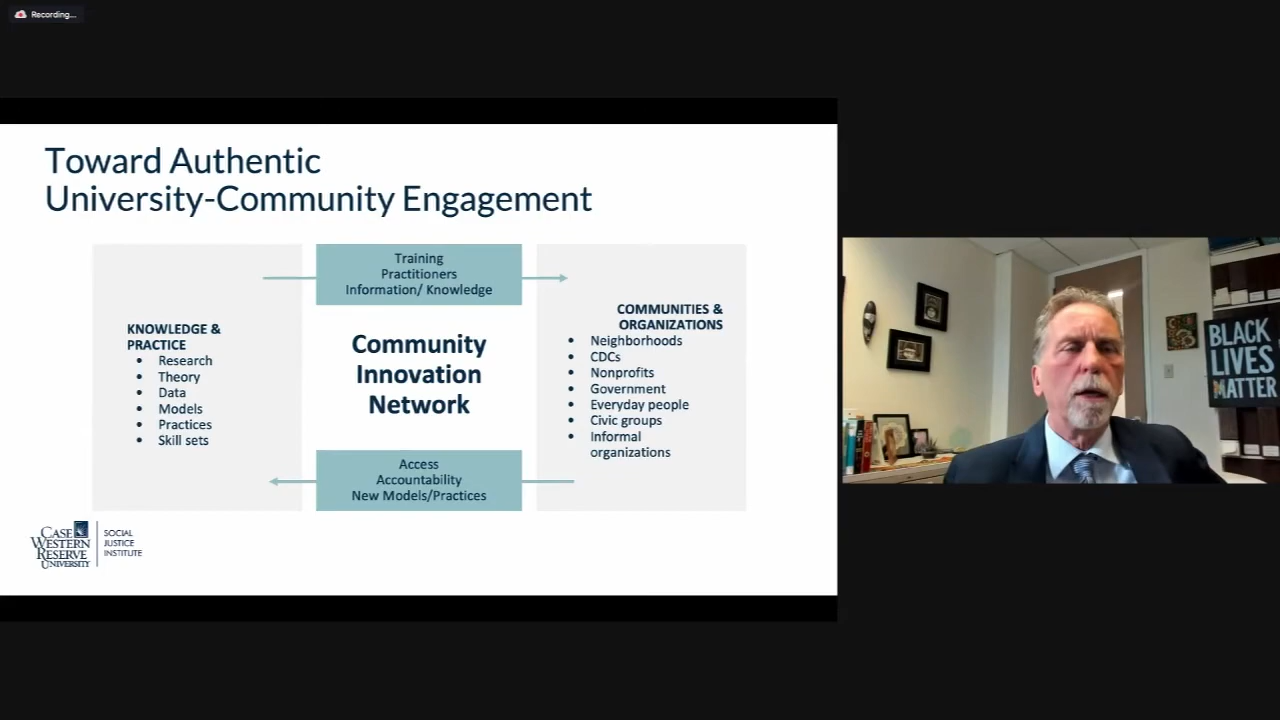 Recording...
Toward Authentic
University-Community Engagement
Training
Practitioners
Information/ Knowledge
KNOWLEDGE &
PRACTICE
• Research
• Theory
• Data
• Models
• Practices
• Skill sets
Community
Innovation
Network
COMMUNITIES &
ORGANIZATIONS
• Neighborhoods
• CDCs
• Nonprofits
• Government
• Everyday people
• Civic groups
• Informal
organizations
Access
Accountability
New Models/Practices
CASE
WESTERN
RESERVE
UNIVERSITY
SOCIAL
JUSTICE
INSTITUTE
BLACK
LIVES
MATTER